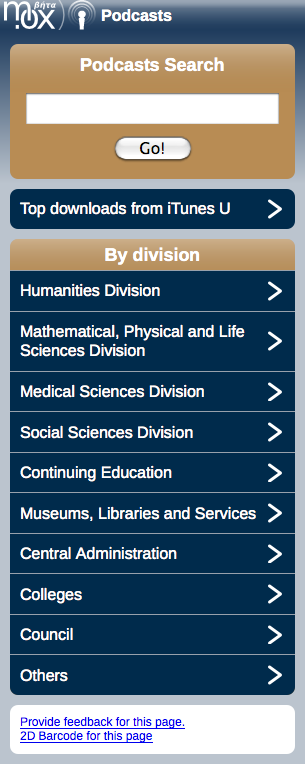 m.ox βήτα Podcasts
Podcasts Search
Go!
Top downloads from iTunes U
By division
Humanities Division
Mathematical, Physical and Life
Sciences Division
Medical Sciences Division
Social Sciences Division
Continuing Education
Museums, Libraries and Services
Central Administration
Colleges
Council
Others
Provide feedback for this page.
2D Barcode for this page